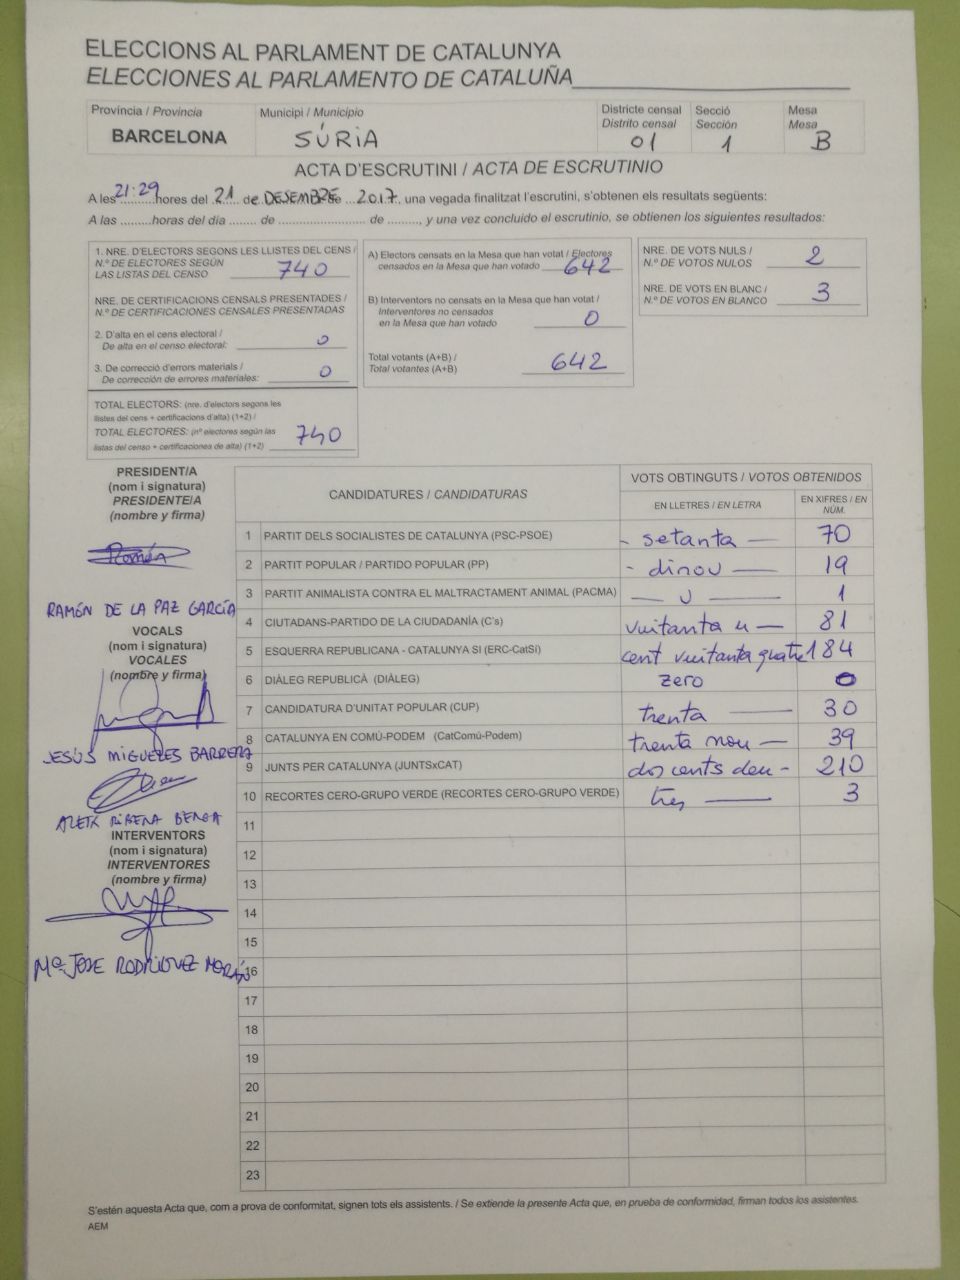 ELECCIONS AL PARLAMENT DE CATALUNYA
ELECCIONES AL PARLAMENTO DE CATALUÑA
Província / Provincia
BARCELONA
Municipi / Municipio
SÚRIA
Districte censal
Distrito censal
01
Secció
Sección
1
Mesa
Mesa
B
ACTA D'ESCRUTINI / ACTA DE ESCRUTINIO
A les 21:29 hores del 21 de DESEMBRE de 2017, una vegada finalitzat l'escrutini, s'obtenen els resultats següents:
A las .........horas del día ...... de .......................... de ........, y una vez concluido el escrutinio, se obtienen los siguientes resultados:
1. NRE. D'ELECTORS SEGONS LES LLISTES DEL CENS /
N.º DE ELECTORES SEGÚN
LAS LISTAS DEL CENSO 740
NRE. DE CERTIFICACIONS CENSALS PRESENTADES /
N.º DE CERTIFICACIONES CENSALES PRESENTADAS
2. D'alta en el cens electoral /
De alta en el censo electoral: 0
3. De correcció d'errors materials /
De corrección de errores materiales: 0
TOTAL ELECTORS: (nre. d'electors segons les
llistes del cens + certificacions d'alta) (1+2) /
TOTAL ELECTORES: (nº electores según las
listas del censo + certificaciones de alta) (1+2) 740
A) Electors censats en la Mesa que han votat / Electores
censados en la Mesa que han votado 642
B) Interventors no censats en la Mesa que han votat /
Interventores no censados
en la Mesa que han votado 0
Total votants (A+B) /
Total votantes (A+B) 642
NRE. DE VOTS NULS /
N.º DE VOTOS NULOS 2
NRE. DE VOTS EN BLANC /
N.º DE VOTOS EN BLANCO 3
PRESIDENT/A
(nom i signatura)
PRESIDENTE/A
(nombre y firma)
Román
RAMÓN DE LA PAZ GARCÍA
VOCALS
(nom i signatura)
VOCALES
(nombre y firma)
JESÚS MIGUELES BARRERA
INTERVENTORS
(nom i signatura)
INTERVENTORES
(nombre y firma)
Mª JOSE RODRIGUEZ MORÁN
CANDIDATURES / CANDIDATURAS
VOTS OBTINGUTS / VOTOS OBTENIDOS
EN LLETRES / EN LETRA
EN XIFRES / EN NÚM.
1 PARTIT DELS SOCIALISTES DE CATALUNYA (PSC-PSOE) - setanta — 70
2 PARTIT POPULAR / PARTIDO POPULAR (PP) - dinou — 19
3 PARTIT ANIMALISTA CONTRA EL MALTRACTAMENT ANIMAL (PACMA) — u — 1
4 CIUTADANS-PARTIDO DE LA CIUDADANÍA (C's) vuitanta u — 81
5 ESQUERRA REPUBLICANA - CATALUNYA SI (ERC-CatSí) cent vuitanta quatre 184
6 DIÀLEG REPUBLICÀ (DIÀLEG) zero 0
7 CANDIDATURA D'UNITAT POPULAR (CUP) trenta — 30
8 CATALUNYA EN COMÚ-PODEM (CatComú-Podem) trenta nou — 39
9 JUNTS PER CATALUNYA (JUNTSxCAT) dos cents deu - 210
10 RECORTES CERO-GRUPO VERDE (RECORTES CERO-GRUPO VERDE) tres — 3
11
12
13
14
15
16
17
18
19
20
21
22
23
S'estén aquesta Acta que, com a prova de conformitat, signen tots els assistents. / Se extiende la presente Acta que, en prueba de conformidad, firman todos los asistentes.
AEM